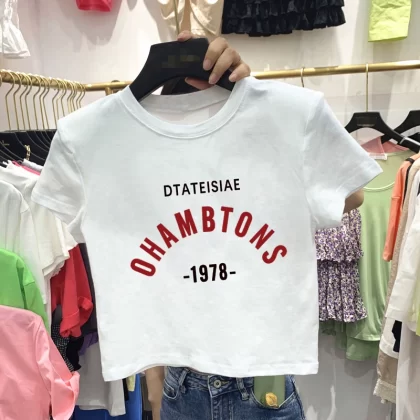 DTATEISIAE
OHAMBTONS
-1978-